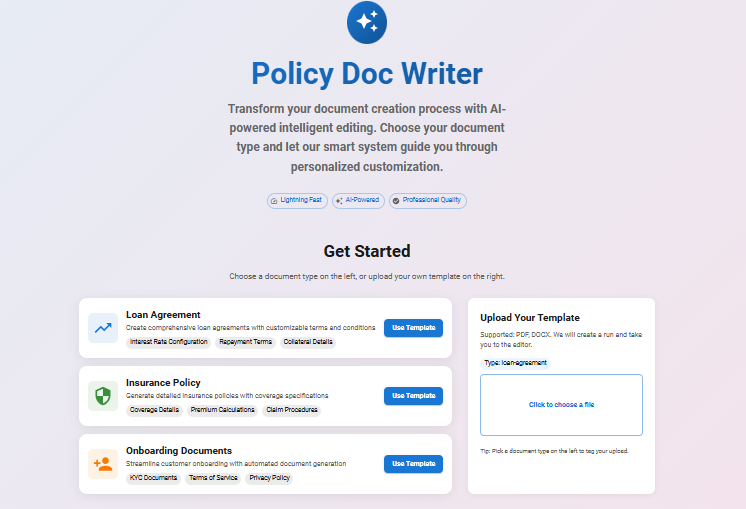 Policy Doc Writer
Transform your document creation process with AI-
powered intelligent editing. Choose your document
type and let our smart system guide you through
personalized customization.
Lightning Fast
AI-Powered
Professional Quality
Get Started
Choose a document type on the left, or upload your own template on the right.
Loan Agreement
Create comprehensive loan agreements with customizable terms and conditions
Interest Rate Configuration
Repayment Terms
Collateral Details
Use Template
Insurance Policy
Generate detailed insurance policies with coverage specifications
Coverage Details
Premium Calculations
Claim Procedures
Use Template
Onboarding Documents
Streamline customer onboarding with automated document generation
KYC Documents
Terms of Service
Privacy Policy
Use Template
Upload Your Template
Supported: PDF, DOCX. We will create a run and take
you to the editor.
Type: loan-agreement
Click to choose a file
Tip: Pick a document type on the left to tag your upload.